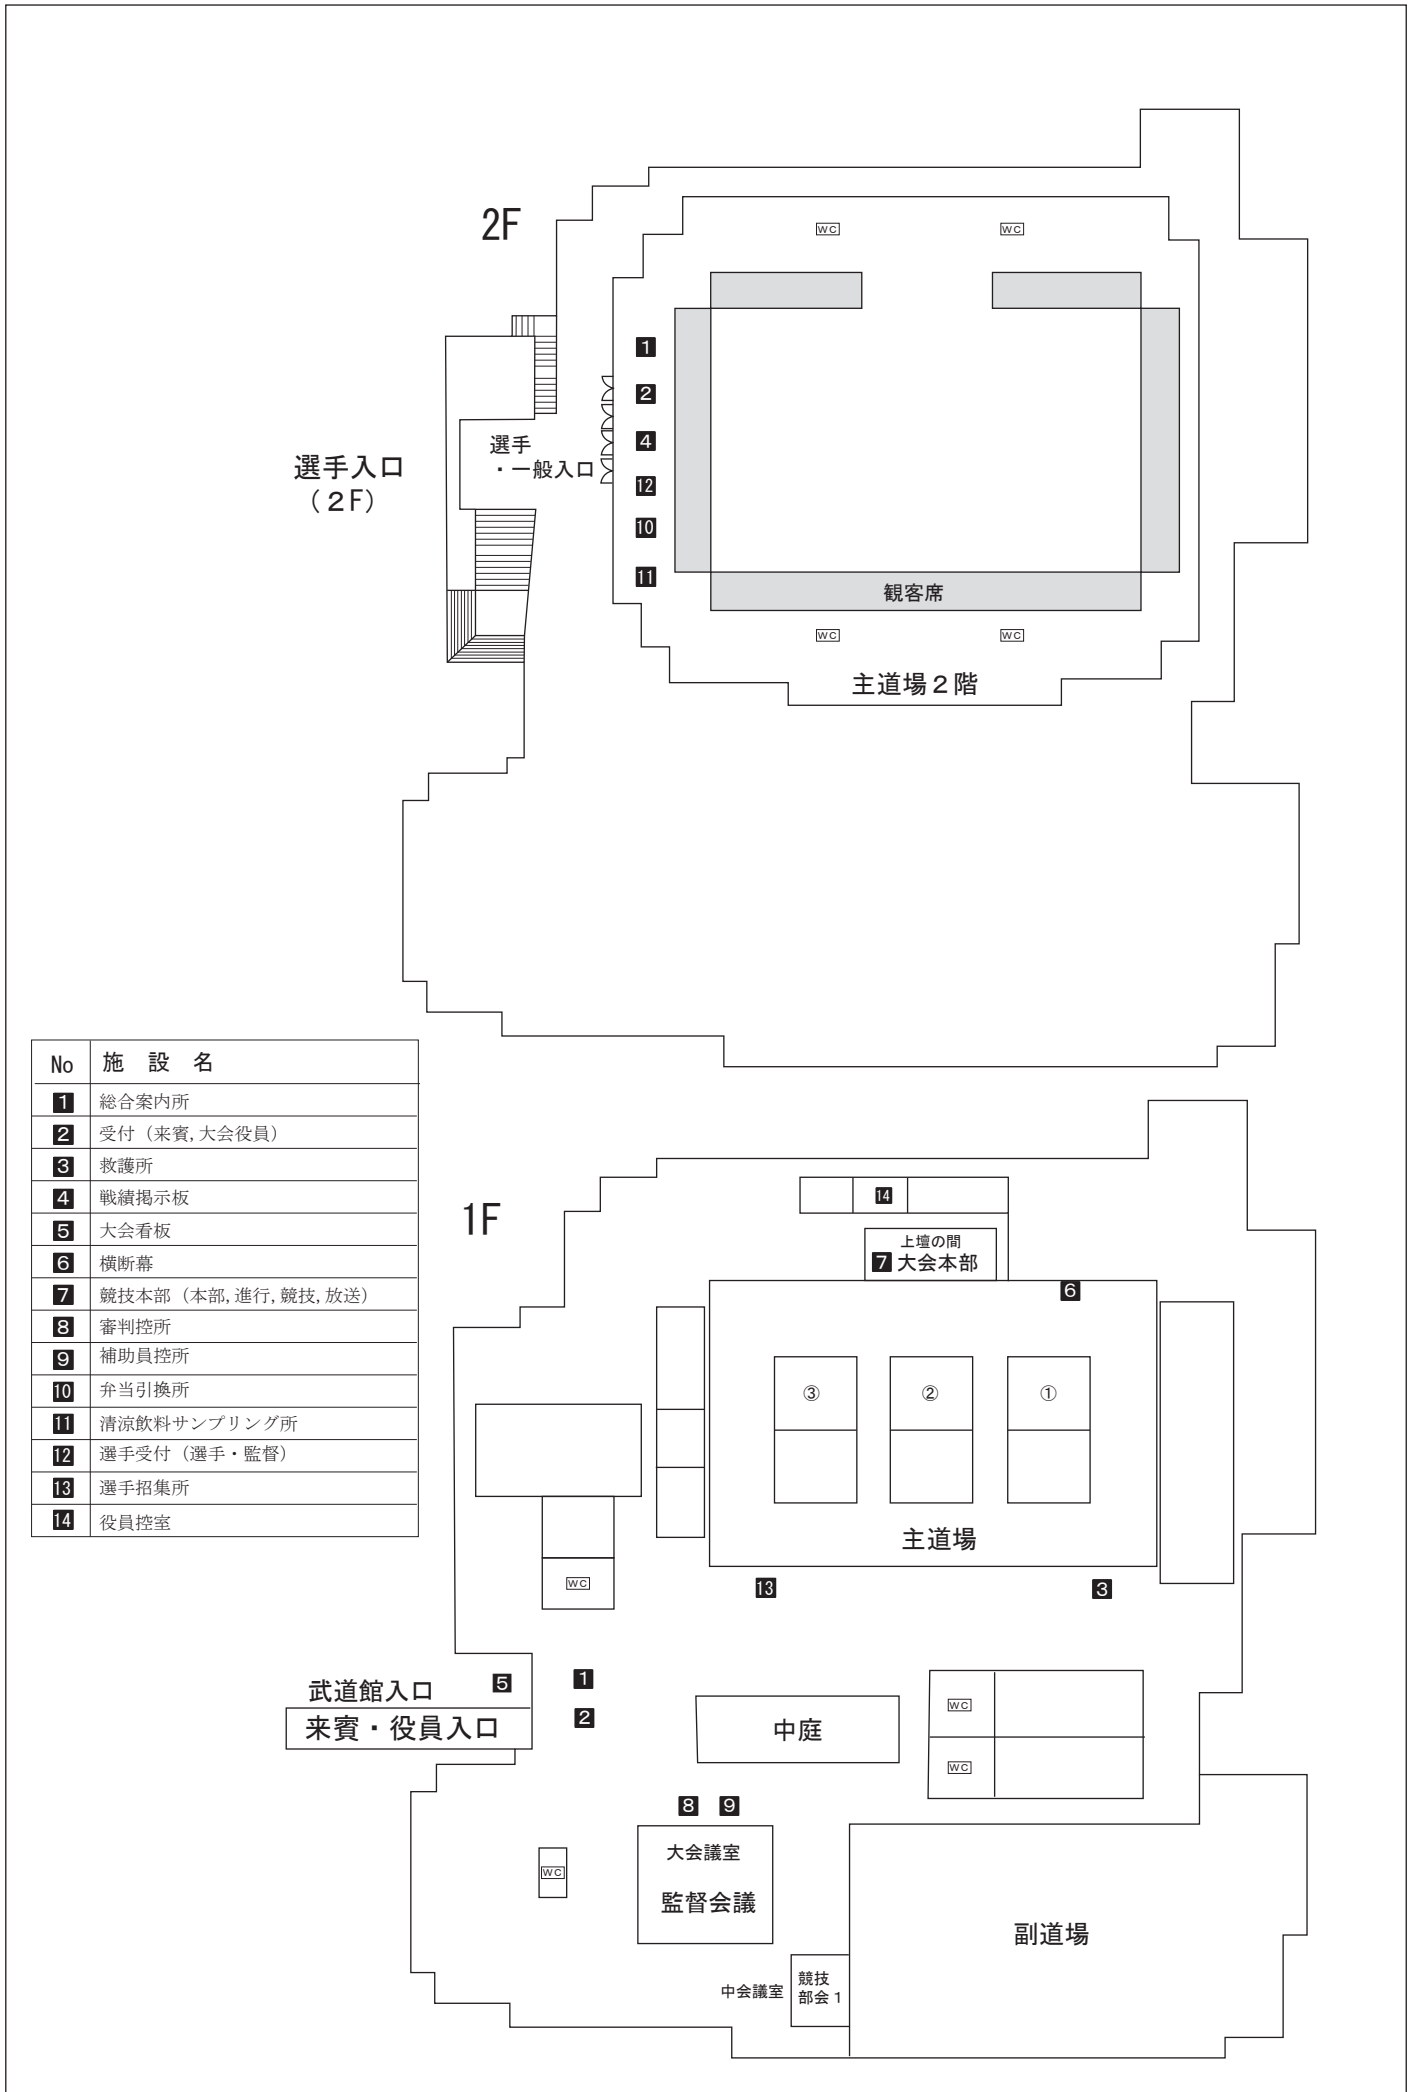 2F
WC
WC
1
2
4
12
10
11
選手
・一般入口
選手入口
（２F）
観客席
WC
WC
主道場２階
No 施設名
1 総合案内所
2 受付（来賓,大会役員）
3 救護所
4 戦績掲示板
5 大会看板
6 横断幕
7 競技本部（本部,進行,競技,放送）
8 審判控所
9 補助員控所
10 弁当引換所
11 清涼飲料サンプリング所
12 選手受付（選手・監督）
13 選手招集所
14 役員控室
1F
14
上壇の間
7 大会本部
6
③
②
①
主道場
WC
13
3
武道館入口
5
1
来賓・役員入口
2
中庭
WC
WC
8
9
大会議室
監督会議
WC
副道場
中会議室
競技
部会１